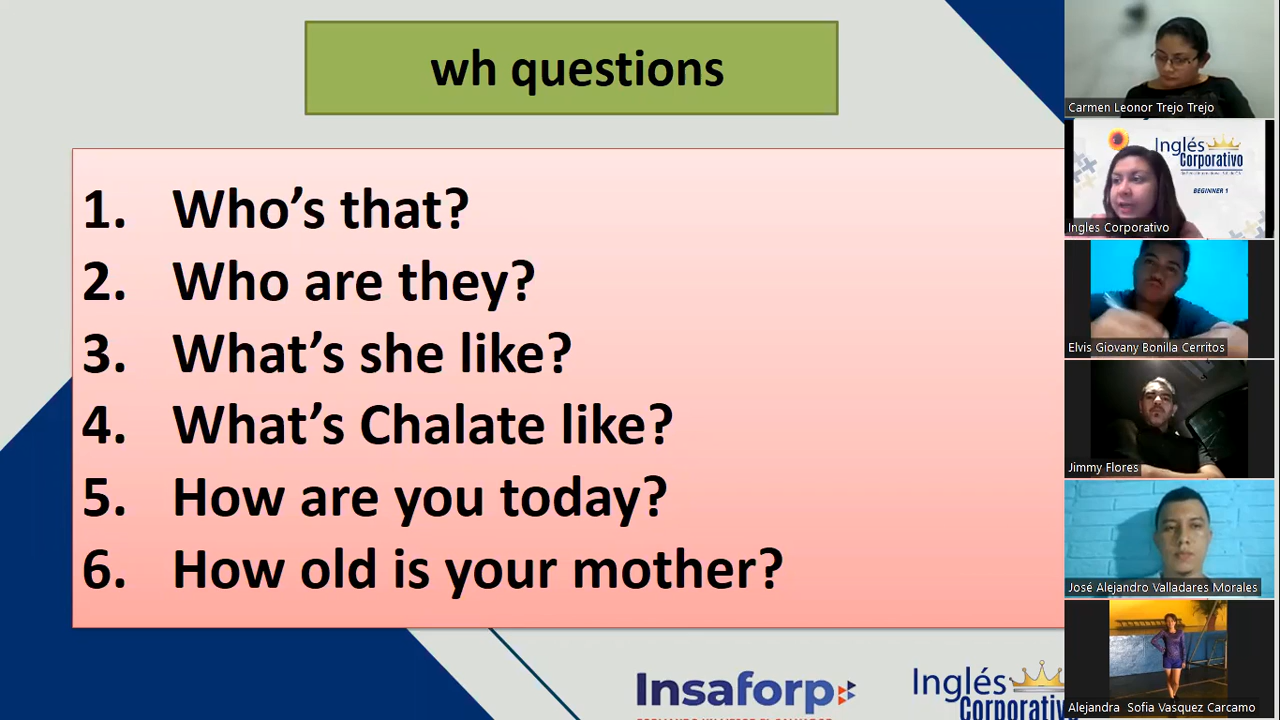 wh questions
1. Who's that?
2. Who are they?
3. What's she like?
4. What's Chalate like?
5. How are you today?
6. How old is your mother?
Insaforp
Inglés
Corporativo
Carmen Leonor Trejo Trejo
Inglés
Corporativo
BEGINNER 1
Ingles Corporativo
Elvis Giovany Bonilla Cerritos
Jimmy Flores
José Alejandro Valladares Morales
Alejandra Sofia Vasquez Carcamo